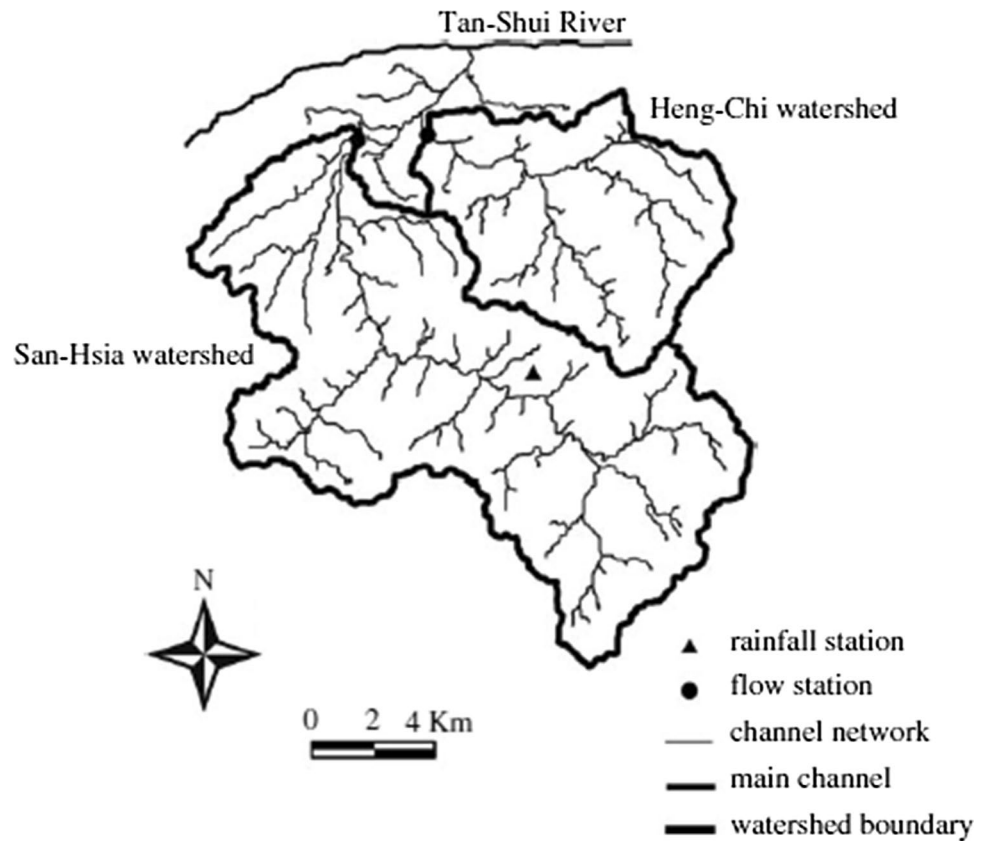 Tan-Shui River
Heng-Chi watershed
San-Hsia watershed
N
0 2 4 Km
rainfall station
flow station
channel network
main channel
watershed boundary